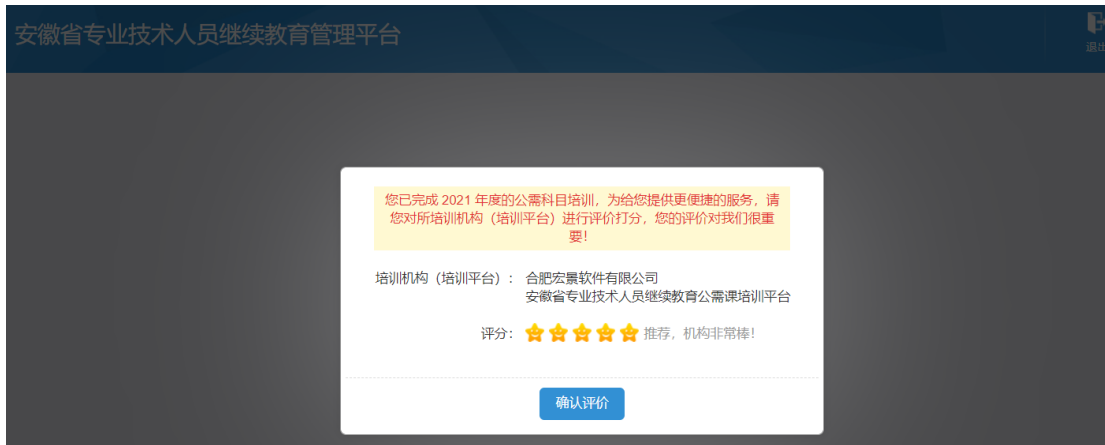 安徽省专业技术人员继续教育管理平台
退出
您已完成 2021 年度的公需科目培训，为给您提供更便捷的服务，请
您对所培训机构（培训平台）进行评价打分，您的评价对我们很重
要！
培训机构（培训平台）： 合肥宏景软件有限公司
安徽省专业技术人员继续教育公需课培训平台
评分： 推荐，机构非常棒！
确认评价